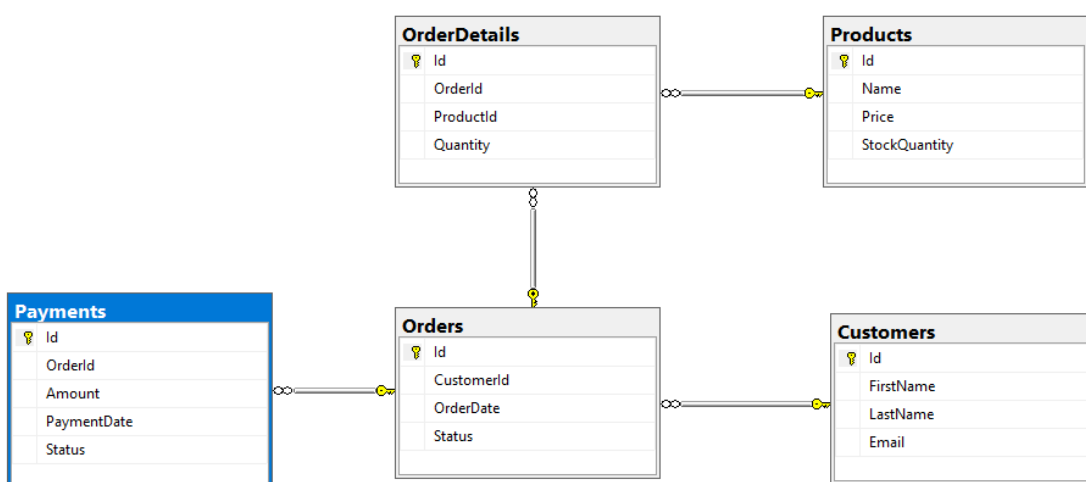 OrderDetails
Id
OrderId
ProductId
Quantity
Products
Id
Name
Price
StockQuantity
Payments
Id
OrderId
Amount
PaymentDate
Status
Orders
Id
CustomerId
OrderDate
Status
Customers
Id
FirstName
LastName
Email